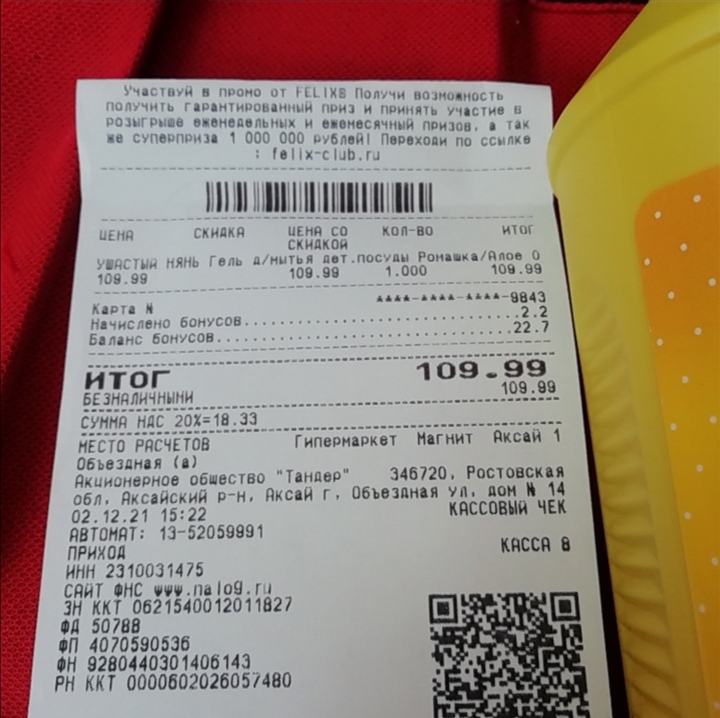 Участвуй в промо от FELIX® Получи возможность
получить гарантированный приз и принять участие в
розыгрыше еженедельных и ежемесячный призов, а так
же суперприза 1 000 000 рублей! Переходи по ссылке
: felix-club.ru
ЦЕНА СКИДКА ЦЕНА СО СКИДКОЙ КОЛ-ВО ИТОГ
УШАСТЫЙ НЯНЬ Гель д/мытья дет.посуды Ромашка/Алое 0
109.99 109.99 1.000 109.99
Карта N ****-****-****-9843
Начислено бонусов...............................2.2
Баланс бонусов.................................22.7
ИТОГ 109.99
БЕЗНАЛИЧНЫМИ 109.99
СУММА НДС 20%=18.33
МЕСТО РАСЧЕТОВ Гипермаркет Магнит Аксай 1
Объездная (а)
Акционерное общество "Тандер" 346720, Ростовская
обл, Аксайский р-н, Аксай г, Объездная ул, дом № 14
02.12.21 15:22 КАССОВЫЙ ЧЕК
АВТОМАТ: 13-52059891
ПРИХОД КАССА 8
ИНН 2310031475
САЙТ ФНС www.nalog.ru
ЗН ККТ 0621540012011827
ФД 50788
ФП 4070590536
ФН 9280440301406143
РН ККТ 0000602026057480